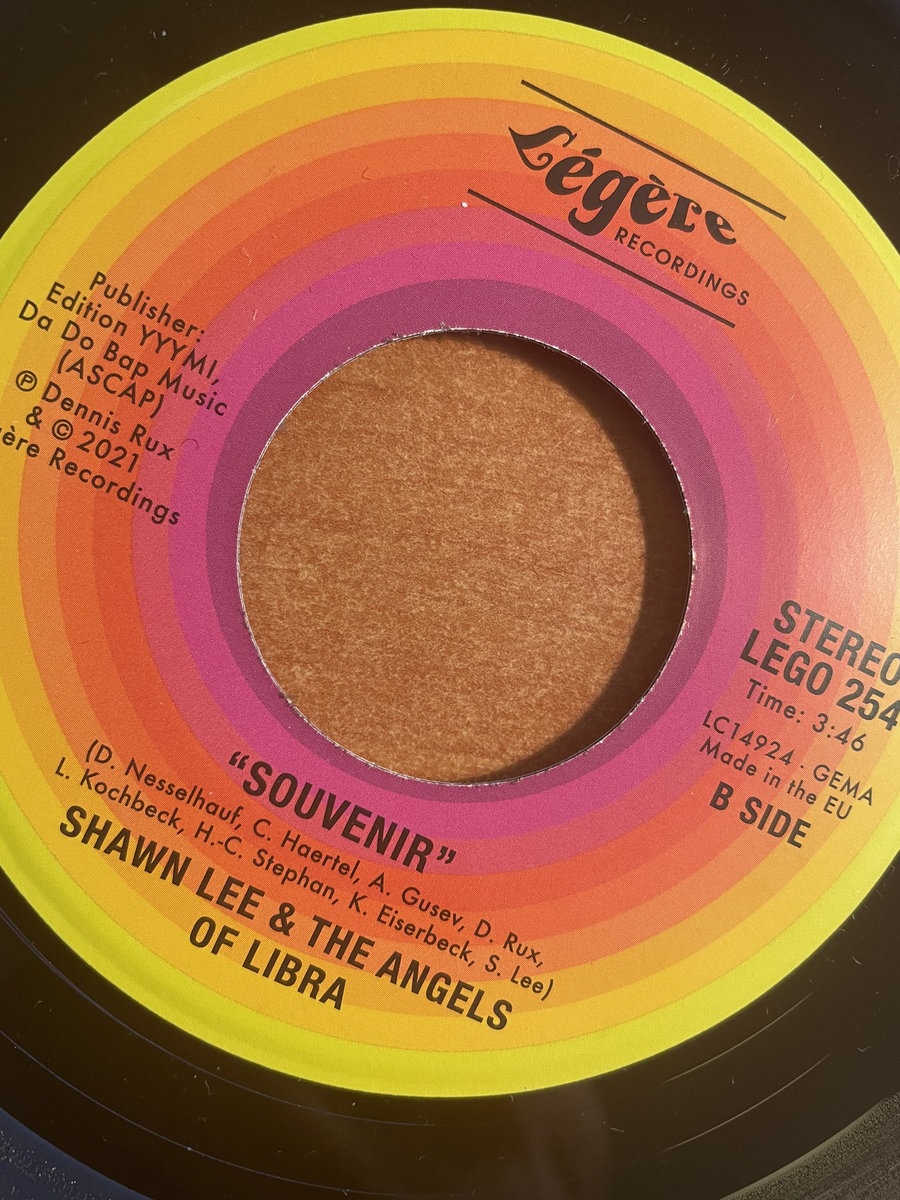 Légère
RECORDINGS
Publisher:
Edition YYYMI,
Da Do Bap Music
(ASCAP)
℗ Dennis Rux
& © 2021
ère Recordings
STEREO
LEGO 254
Time: 3:46
LC14924 . GEMA
Made in the EU
B SIDE
“SOUVENIR”
(D. Nesselhauf, C. Haertel, A. Gusev, D. Rux,
L. Kochbeck, H.-C. Stephan, K. Eiserbeck, S. Lee)
SHAWN LEE & THE ANGELS
OF LIBRA